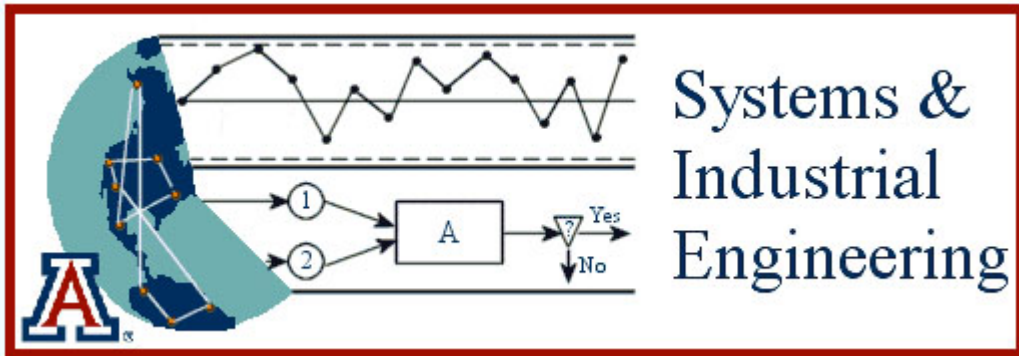 Systems &
Industrial
Engineering
1
2
A
?
Yes
No
A®